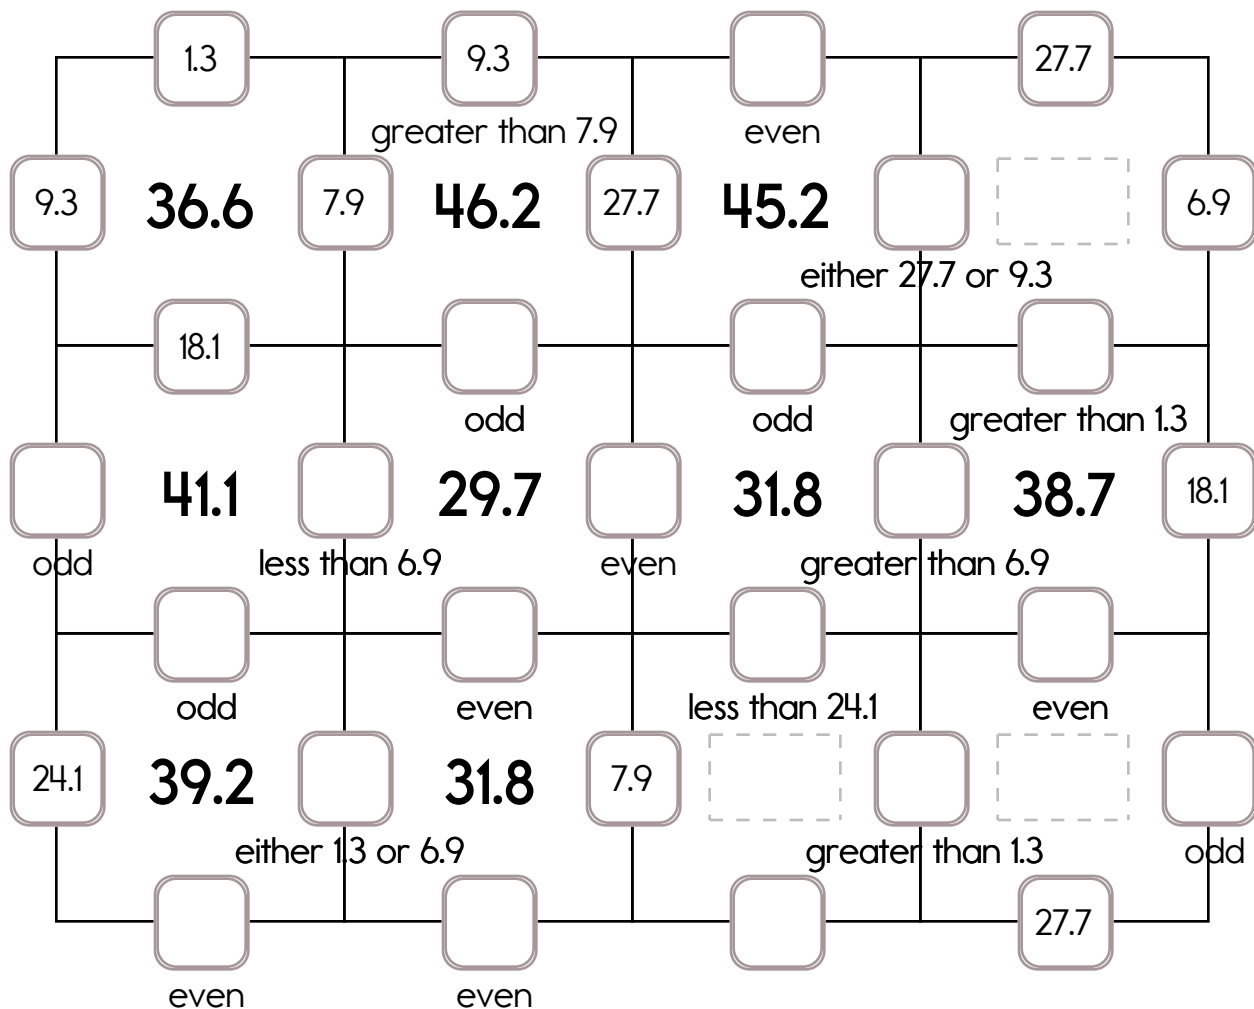 1.3 9.3 27.7
greater than 7.9 even
9.3 36.6 7.9 46.2 27.7 45.2 6.9
either 27.7 or 9.3
18.1
odd odd greater than 1.3
41.1 29.7 31.8 38.7 18.1
odd less than 6.9 even greater than 6.9
odd even less than 24.1 even
24.1 39.2 31.8 7.9
either 1.3 or 6.9 greater than 1.3 odd
27.7
even even